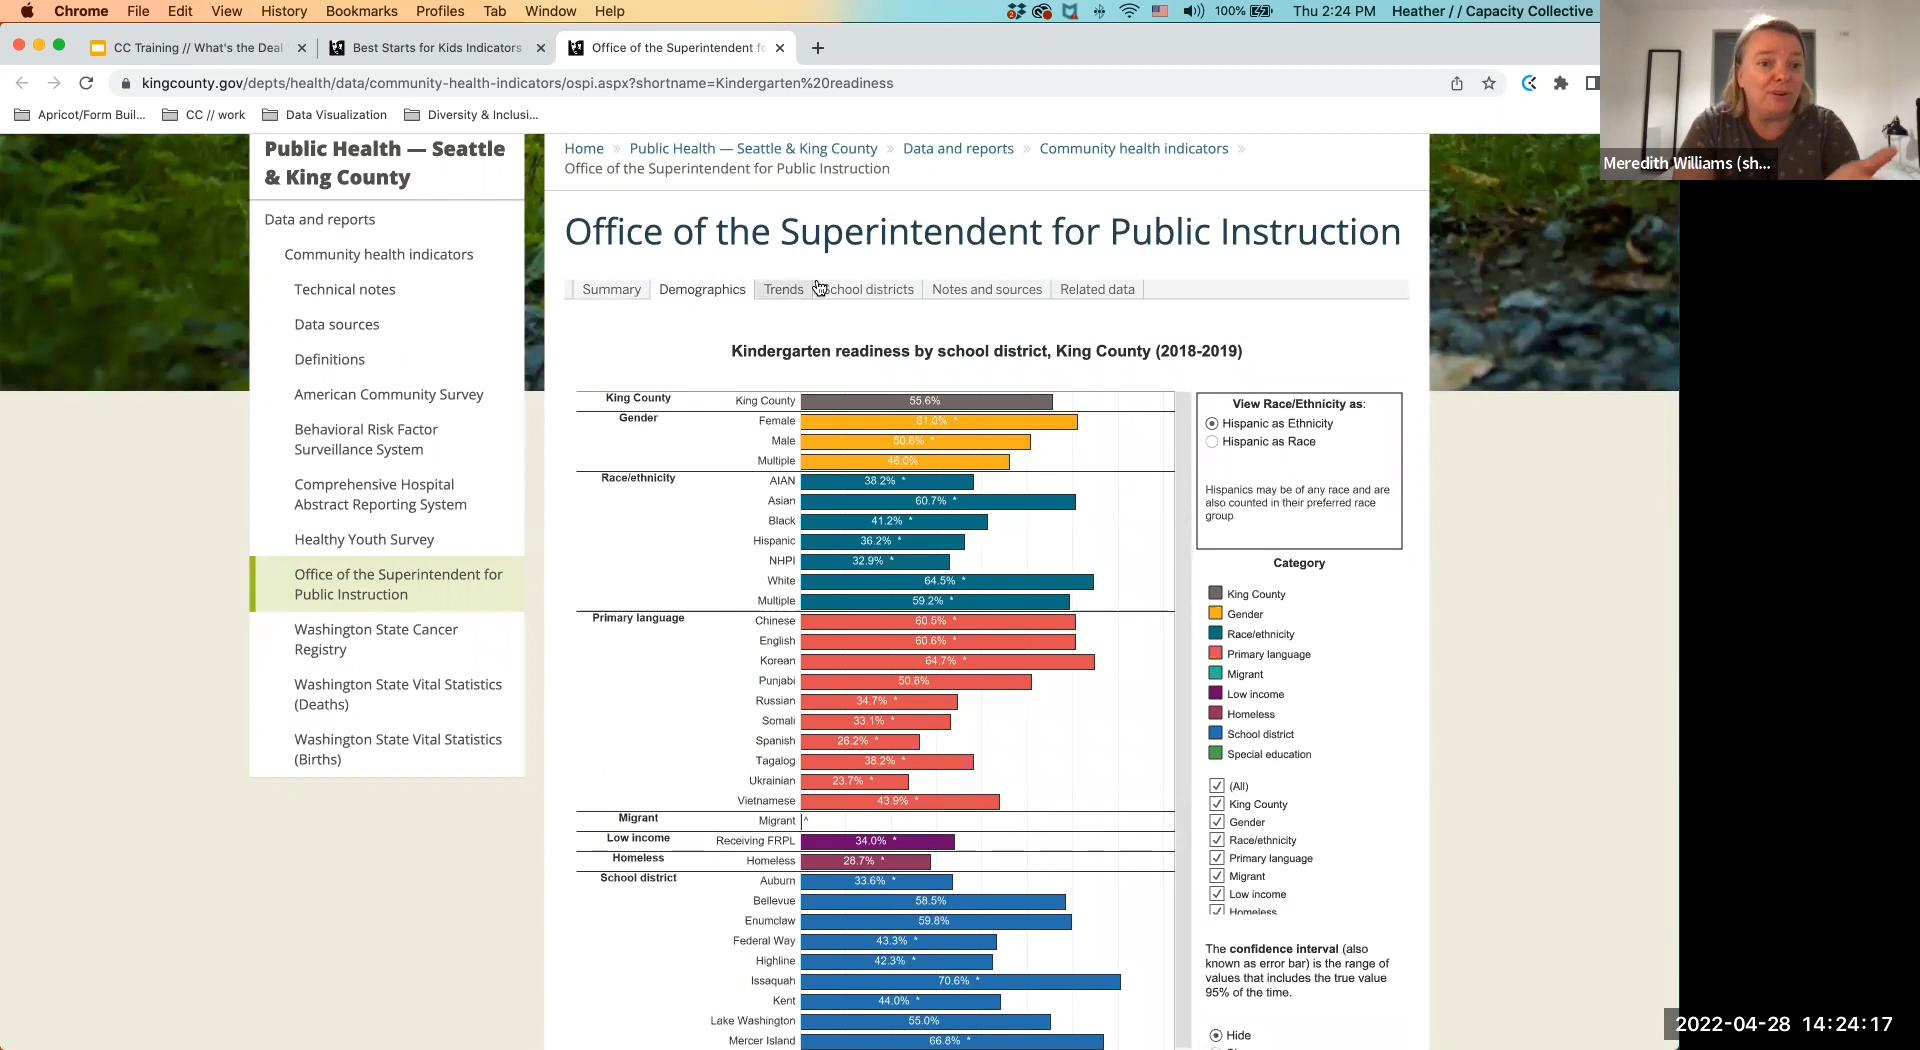 Chrome File Edit View History Bookmarks Profiles Tab Window Help 100% Thu 2:24 PM Heather // Capacity Collective
CC Training // What's the Deal Best Starts for Kids Indicators Office of the Superintendent fo
kingcounty.gov/depts/health/data/community-health-indicators/ospi.aspx?shortname=Kindergarten%20readiness
Apricot/Form Buil... CC // work Data Visualization Diversity & Inclusi...
Meredith Williams (sh...
Public Health — Seattle
& King County
Data and reports
Community health indicators
Technical notes
Data sources
Definitions
American Community Survey
Behavioral Risk Factor
Surveillance System
Comprehensive Hospital
Abstract Reporting System
Healthy Youth Survey
Office of the Superintendent for
Public Instruction
Washington State Cancer
Registry
Washington State Vital Statistics
(Deaths)
Washington State Vital Statistics
(Births)
Home » Public Health — Seattle & King County » Data and reports » Community health indicators »
Office of the Superintendent for Public Instruction
Office of the Superintendent for Public Instruction
Summary Demographics Trends School districts Notes and sources Related data
Kindergarten readiness by school district, King County (2018-2019)
King County King County 55.6%
Gender Female 61.0% *
Male 50.6% *
Multiple 46.0%
Race/ethnicity AIAN 38.2% *
Asian 60.7% *
Black 41.2% *
Hispanic 36.2% *
NHPI 32.9% *
White 64.5% *
Multiple 59.2% *
Primary language Chinese 60.5% *
English 60.6% *
Korean 64.7% *
Punjabi 50.8%
Russian 34.7% *
Somali 33.1% *
Spanish 26.2% *
Tagalog 38.2% *
Ukrainian 23.7% *
Vietnamese 43.9% *
Migrant Migrant ^
Low income Receiving FRPL 34.0% *
Homeless Homeless 28.7% *
School district Auburn 33.6% *
Bellevue 58.5%
Enumclaw 59.8%
Federal Way 43.3% *
Highline 42.3% *
Issaquah 70.6% *
Kent 44.0% *
Lake Washington 55.0%
Mercer Island 66.8% *
View Race/Ethnicity as:
Hispanic as Ethnicity
Hispanic as Race
Hispanics may be of any race and are
also counted in their preferred race
group
Category
King County
Gender
Race/ethnicity
Primary language
Migrant
Low income
Homeless
School district
Special education
(All)
King County
Gender
Race/ethnicity
Primary language
Migrant
Low income
Homeless
The confidence interval (also
known as error bar) is the range of
values that includes the true value
95% of the time.
Hide
2022-04-28 14:24:17